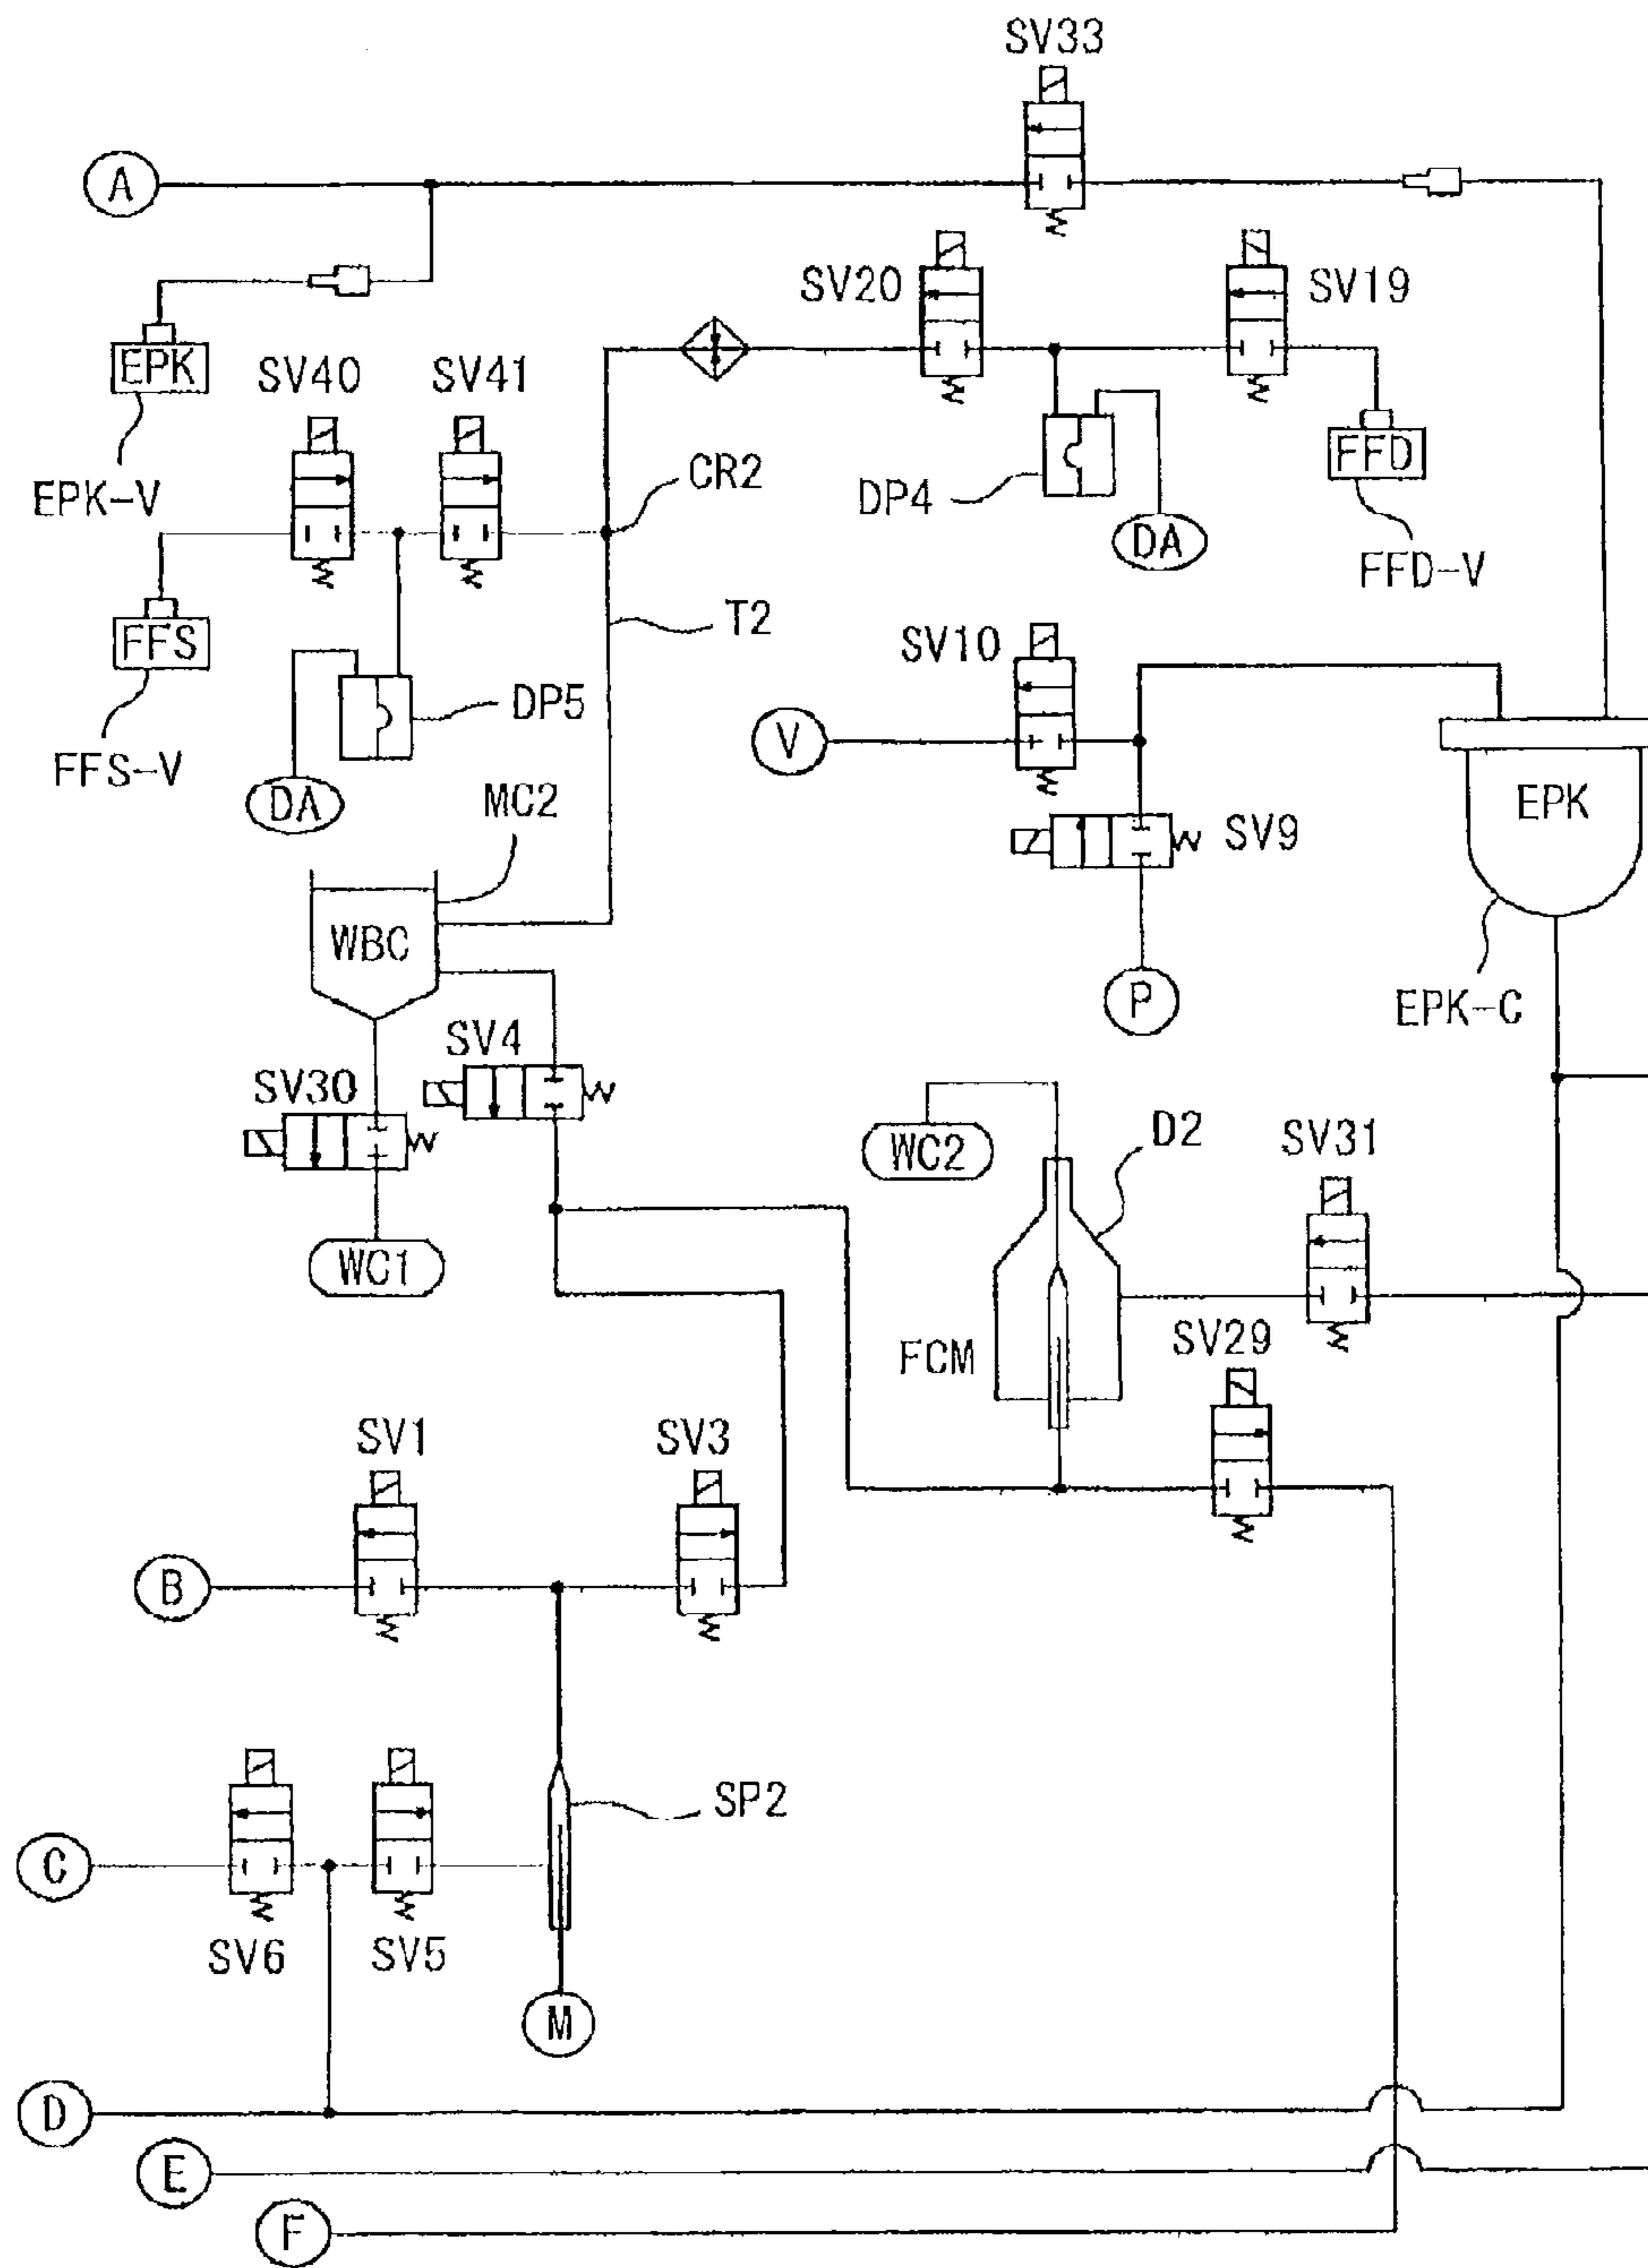 SV33
A
SV20
SV19
EPK
SV40
SV41
CR2
DP4
FFD
EPK-V
DA
FFD-V
FFS
T2
SV10
DP5
V
FFS-V
DA
MC2
EPK
SV9
WBC
P
EPK-C
SV4
SV30
WC2
D2
SV31
WC1
FCM
SV29
SV1
SV3
B
SP2
C
SV6
SV5
M
D
E
F